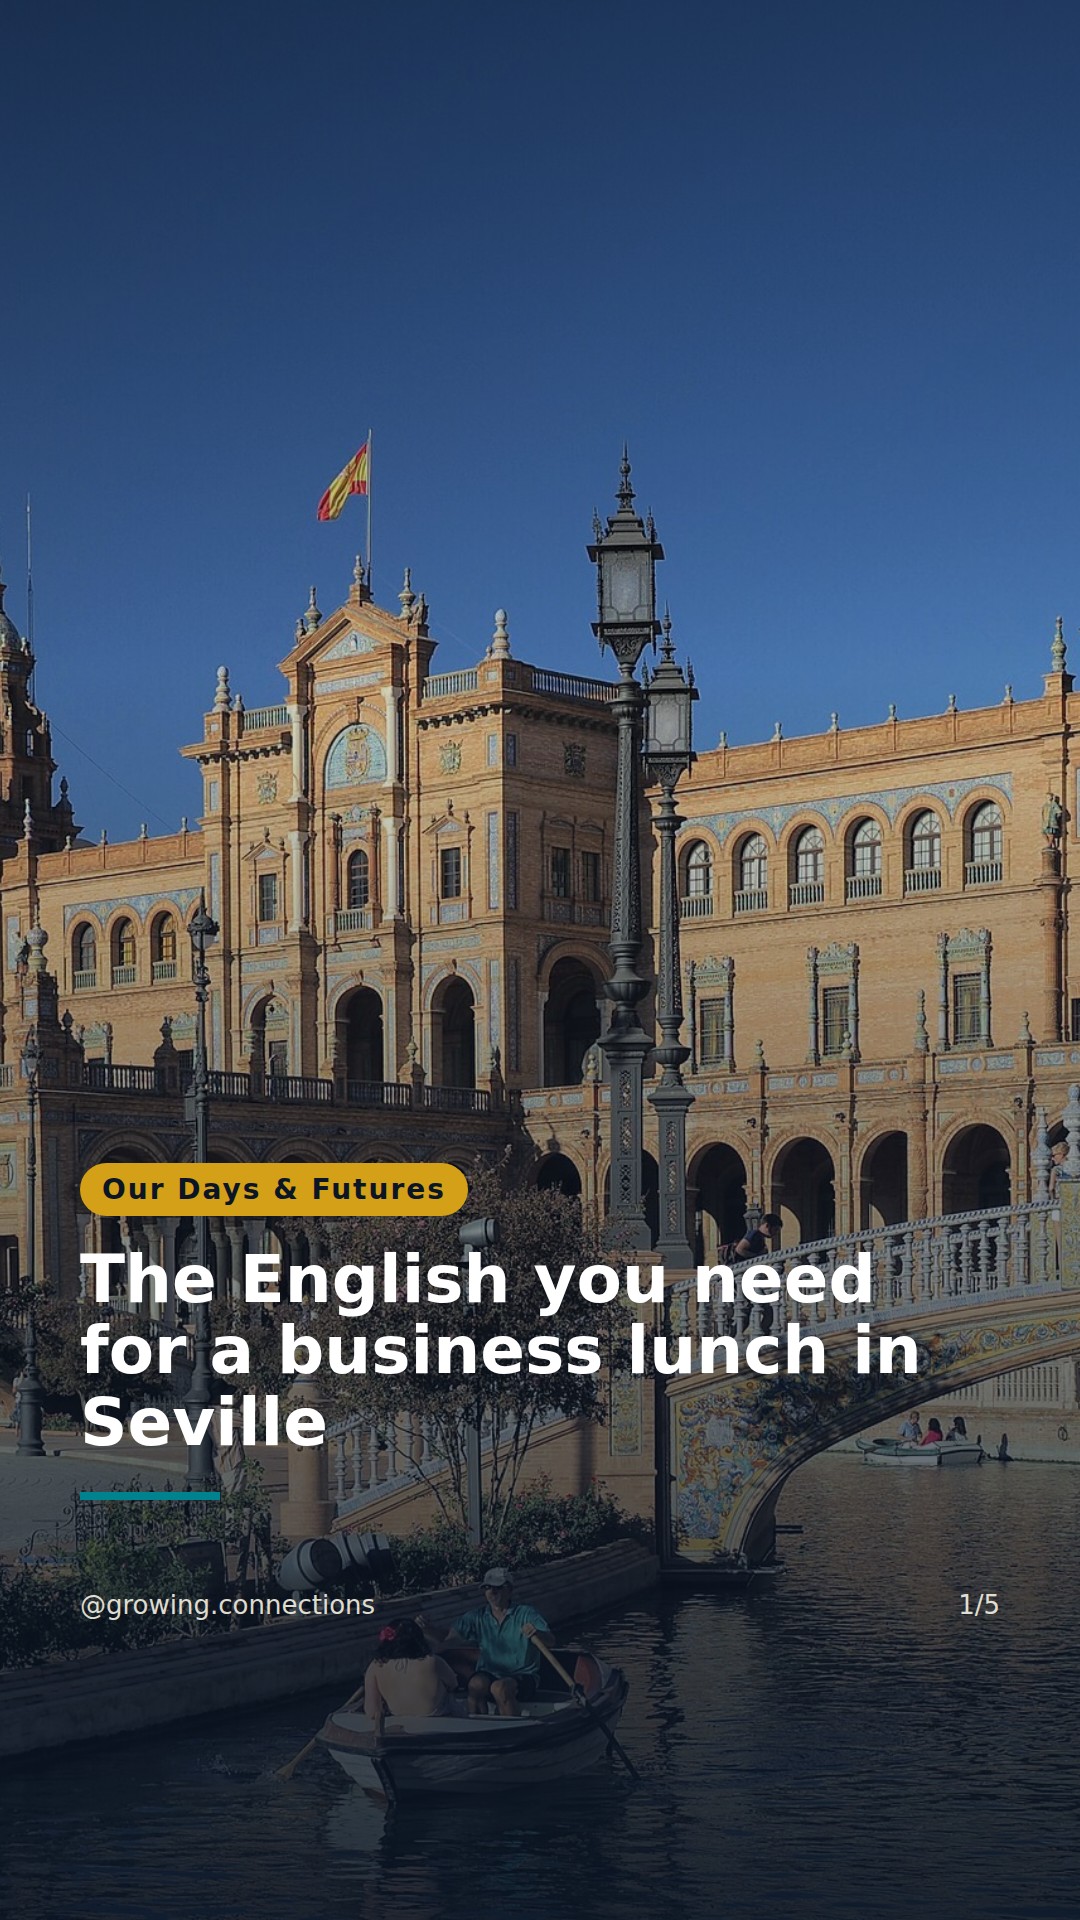 Our Days & Futures
The English you need
for a business lunch in
Seville
@growing.connections
1/5